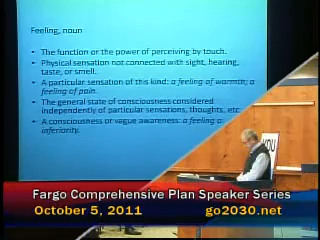 Feeling, noun
• The function or the power of perceiving by touch.
• Physical sensation not connected with sight, hearing,
taste, or smell.
• A particular sensation of this kind: a feeling of warmth; a
feeling of pain.
• The general state of consciousness considered
independently of particular sensations, thoughts, etc.
• A consciousness or vague awareness: a feeling o
inferiority.
YOU
Fargo Comprehensive Plan Speaker Series
October 5, 2011 go2030.net